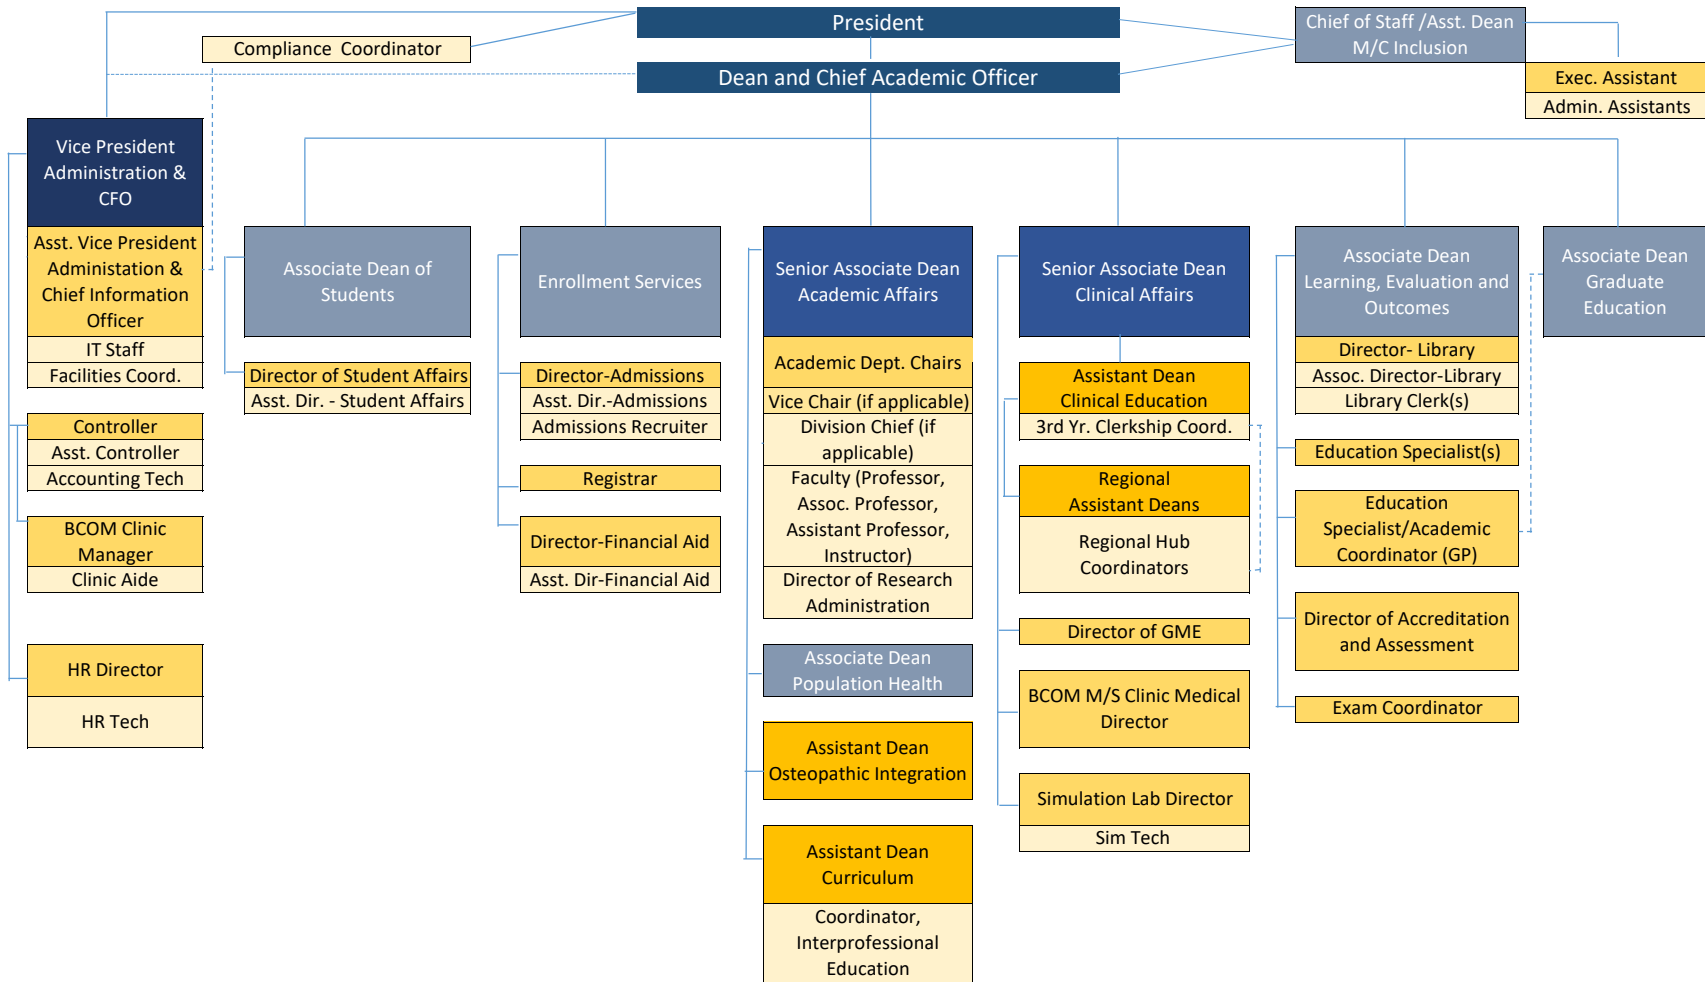 President
Chief of Staff /Asst. Dean
M/C Inclusion
Compliance Coordinator
Dean and Chief Academic Officer
Exec. Assistant
Admin. Assistants
Vice President
Administration &
CFO
Asst. Vice President
Administation &
Chief Information
Officer
IT Staff
Facilities Coord.
Controller
Asst. Controller
Accounting Tech
BCOM Clinic
Manager
Clinic Aide
HR Director
HR Tech
Associate Dean of
Students
Director of Student Affairs
Asst. Dir. - Student Affairs
Enrollment Services
Director-Admissions
Asst. Dir.-Admissions
Admissions Recruiter
Registrar
Director-Financial Aid
Asst. Dir-Financial Aid
Senior Associate Dean
Academic Affairs
Academic Dept. Chairs
Vice Chair (if applicable)
Division Chief (if
applicable)
Faculty (Professor,
Assoc. Professor,
Assistant Professor,
Instructor)
Director of Research
Administration
Associate Dean
Population Health
Assistant Dean
Osteopathic Integration
Assistant Dean
Curriculum
Coordinator,
Interprofessional
Education
Senior Associate Dean
Clinical Affairs
Assistant Dean
Clinical Education
3rd Yr. Clerkship Coord.
Regional
Assistant Deans
Regional Hub
Coordinators
Director of GME
BCOM M/S Clinic Medical
Director
Simulation Lab Director
Sim Tech
Associate Dean
Learning, Evaluation and
Outcomes
Director- Library
Assoc. Director-Library
Library Clerk(s)
Education Specialist(s)
Education
Specialist/Academic
Coordinator (GP)
Director of Accreditation
and Assessment
Exam Coordinator
Associate Dean
Graduate
Education